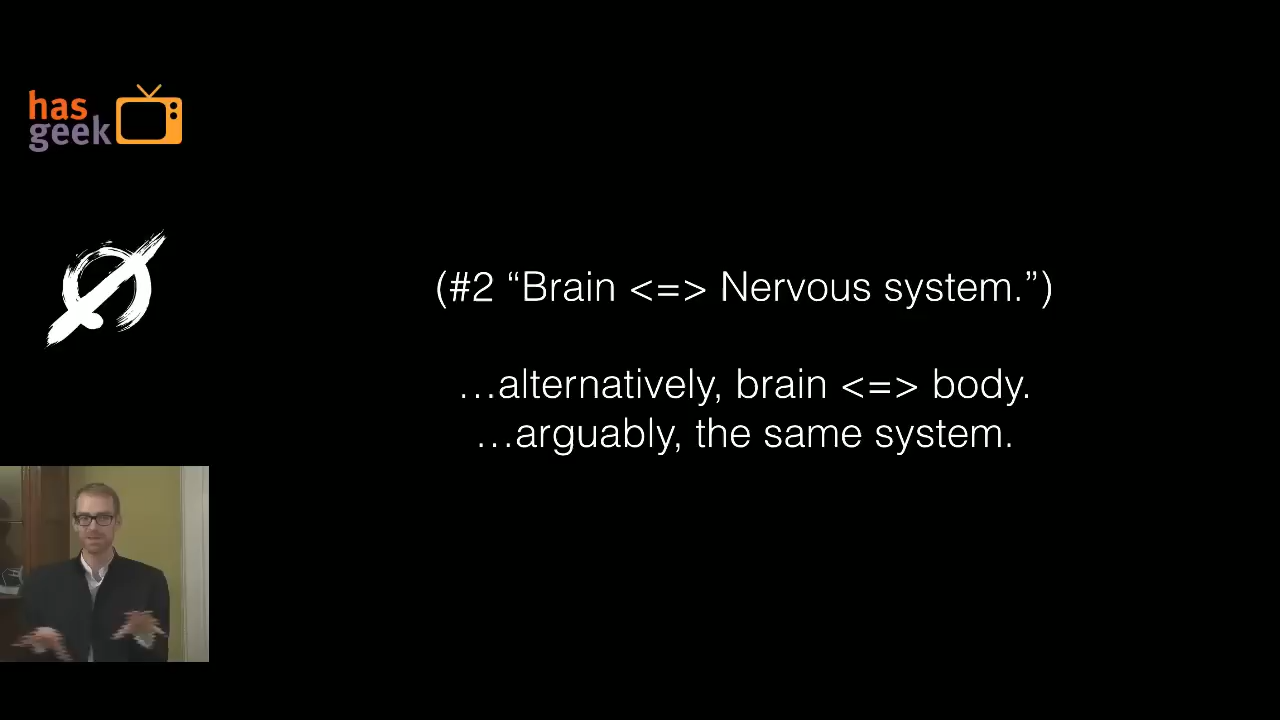 has
geek
(#2 “Brain <=> Nervous system.”)
…alternatively, brain <=> body.
…arguably, the same system.